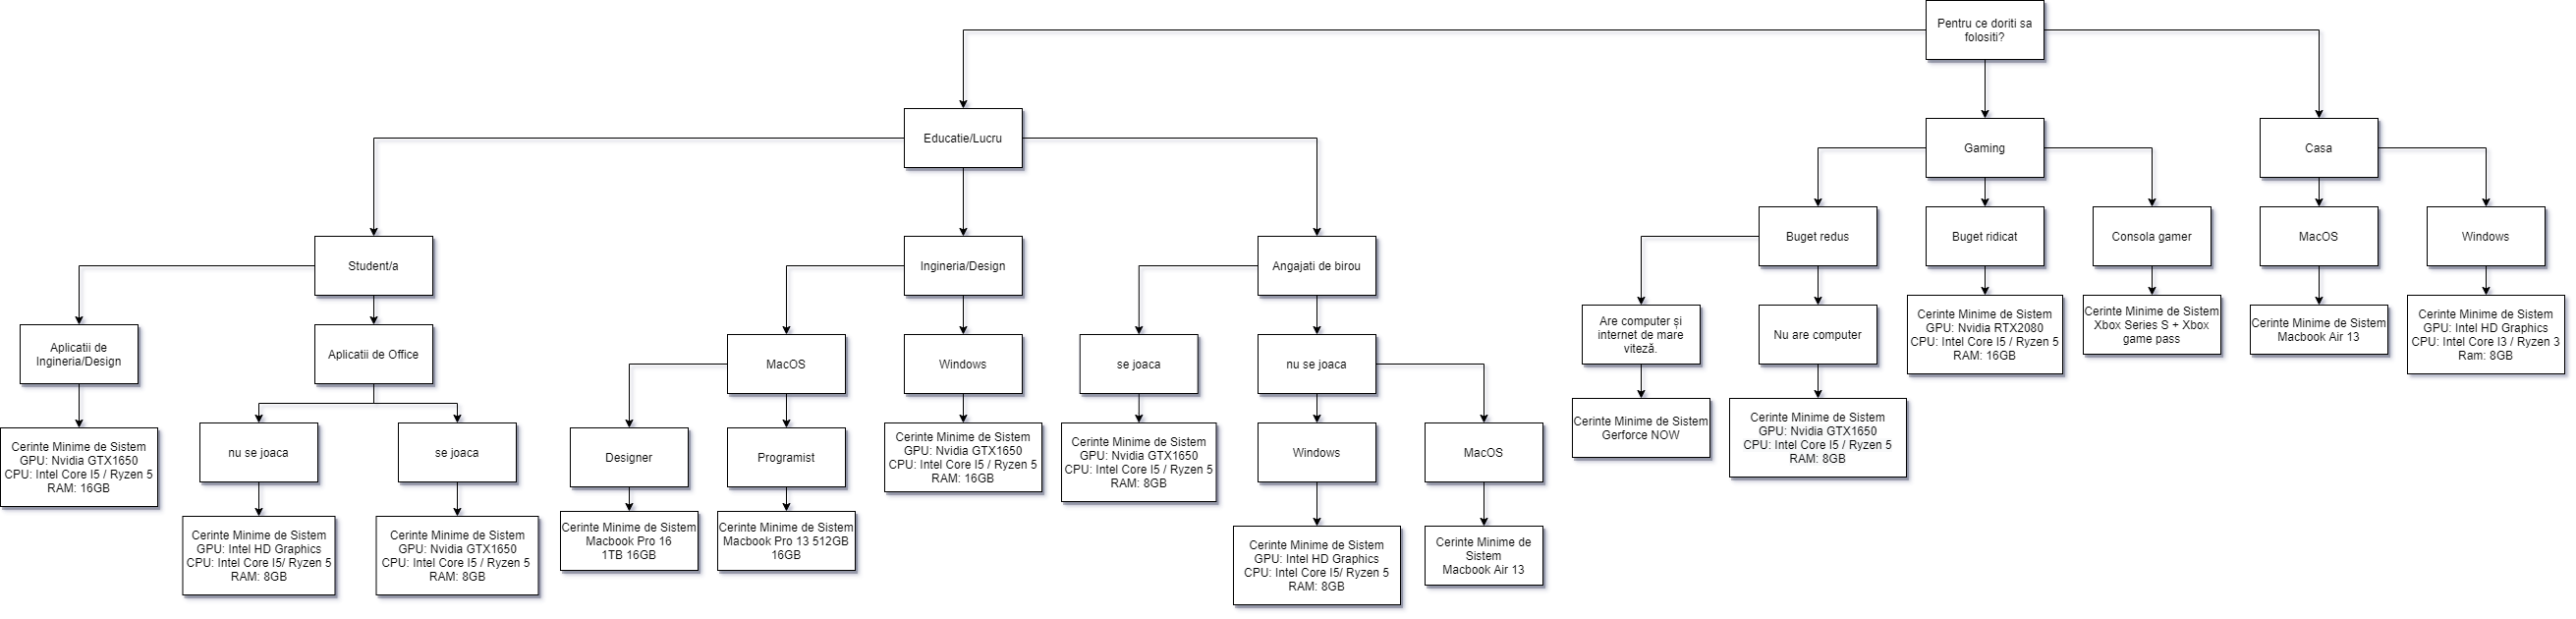 Pentru ce doriti sa
folositi?
Educatie/Lucru
Gaming
Casa
Student/a
Ingineria/Design
Angajati de birou
Buget redus
Buget ridicat
Consola gamer
MacOS
Windows
Aplicatii de
Ingineria/Design
Aplicatii de Office
MacOS
Windows
se joaca
nu se joaca
Are computer și
internet de mare
viteză.
Nu are computer
Cerinte Minime de Sistem
GPU: Nvidia RTX2080
CPU: Intel Core I5 / Ryzen 5
RAM: 16GB
Cerinte Minime de Sistem
Xbox Series S + Xbox
game pass
Cerinte Minime de Sistem
Macbook Air 13
Cerinte Minime de Sistem
GPU: Intel HD Graphics
CPU: Intel Core I3 / Ryzen 3
Ram: 8GB
Cerinte Minime de Sistem
GPU: Nvidia GTX1650
CPU: Intel Core I5 / Ryzen 5
RAM: 16GB
nu se joaca
se joaca
Designer
Programist
Cerinte Minime de Sistem
GPU: Nvidia GTX1650
CPU: Intel Core I5 / Ryzen 5
RAM: 16GB
Cerinte Minime de Sistem
GPU: Nvidia GTX1650
CPU: Intel Core I5 / Ryzen 5
RAM: 8GB
Windows
MacOS
Cerinte Minime de Sistem
Gerforce NOW
Cerinte Minime de Sistem
GPU: Nvidia GTX1650
CPU: Intel Core I5 / Ryzen 5
RAM: 8GB
Cerinte Minime de Sistem
GPU: Intel HD Graphics
CPU: Intel Core I5/ Ryzen 5
RAM: 8GB
Cerinte Minime de Sistem
GPU: Nvidia GTX1650
CPU: Intel Core I5 / Ryzen 5
RAM: 8GB
Cerinte Minime de Sistem
Macbook Pro 16
1TB 16GB
Cerinte Minime de Sistem
Macbook Pro 13 512GB
16GB
Cerinte Minime de Sistem
GPU: Intel HD Graphics
CPU: Intel Core I5/ Ryzen 5
RAM: 8GB
Cerinte Minime de
Sistem
Macbook Air 13